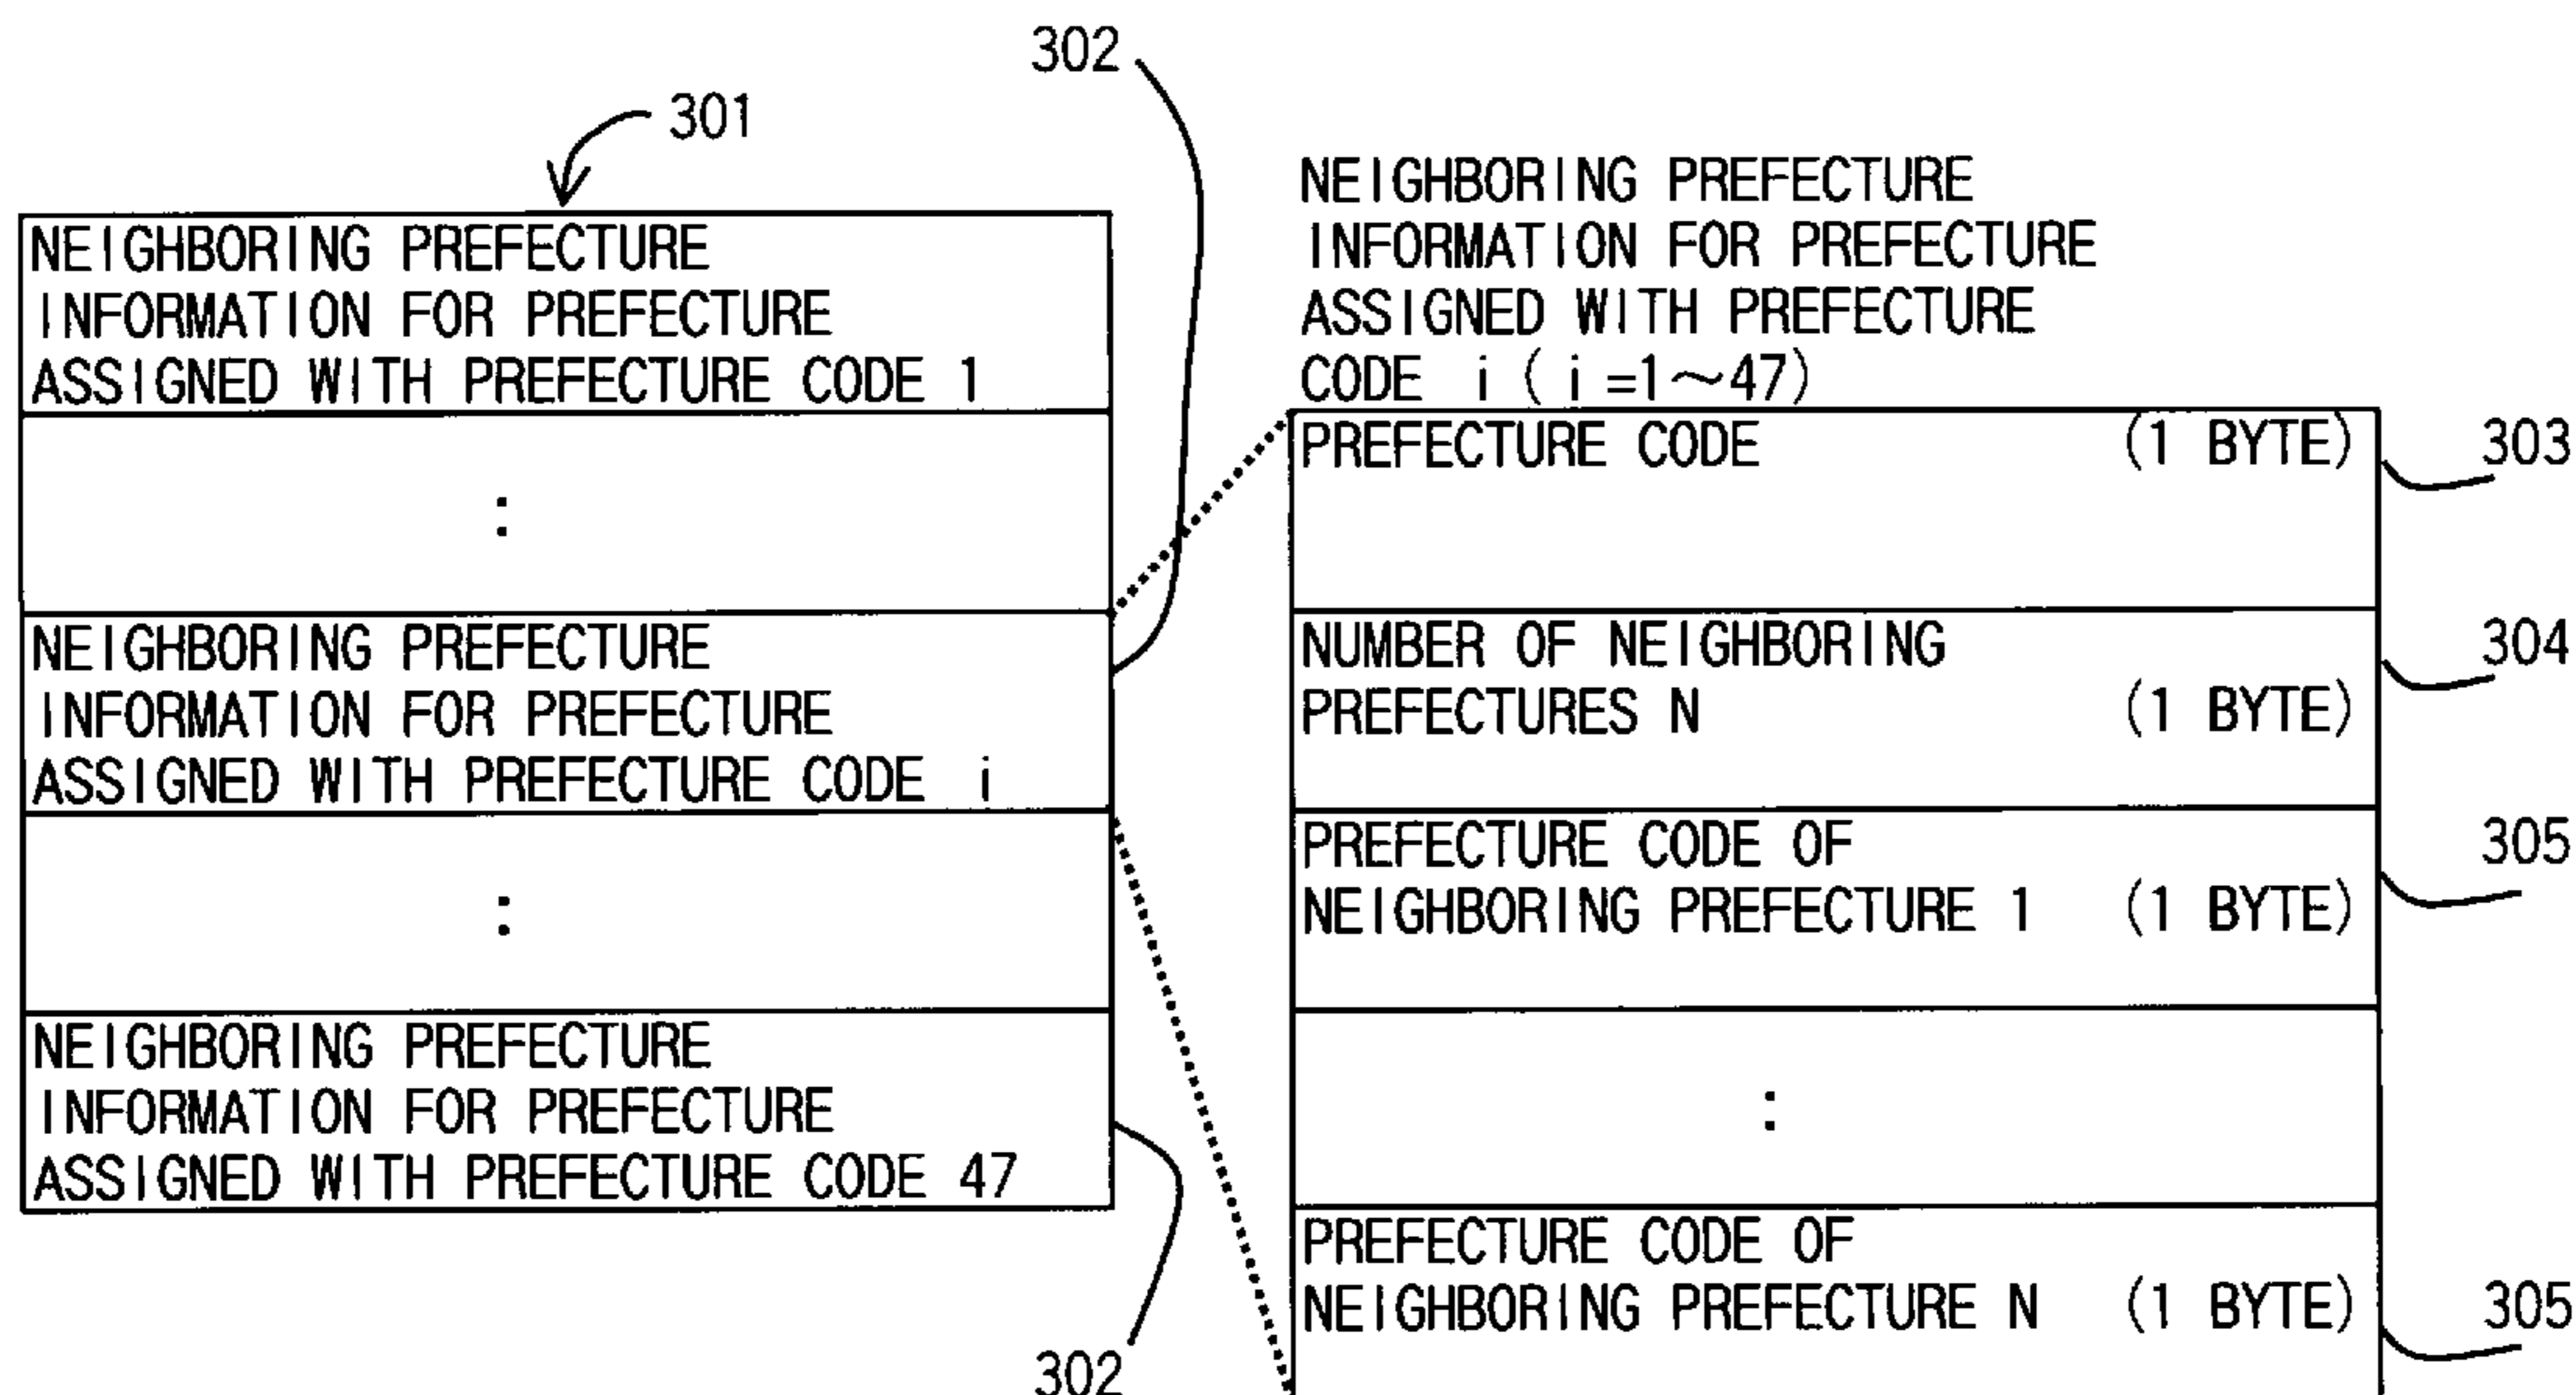 302
301
NEIGHBORING PREFECTURE
INFORMATION FOR PREFECTURE
ASSIGNED WITH PREFECTURE CODE 1
:
NEIGHBORING PREFECTURE
INFORMATION FOR PREFECTURE
ASSIGNED WITH PREFECTURE CODE i
:
NEIGHBORING PREFECTURE
INFORMATION FOR PREFECTURE
ASSIGNED WITH PREFECTURE CODE 47
302
NEIGHBORING PREFECTURE
INFORMATION FOR PREFECTURE
ASSIGNED WITH PREFECTURE
CODE i (i=1~47)
PREFECTURE CODE (1 BYTE) 303
NUMBER OF NEIGHBORING 304
PREFECTURES N (1 BYTE)
PREFECTURE CODE OF 305
NEIGHBORING PREFECTURE 1 (1 BYTE)
:
PREFECTURE CODE OF
NEIGHBORING PREFECTURE N (1 BYTE) 305